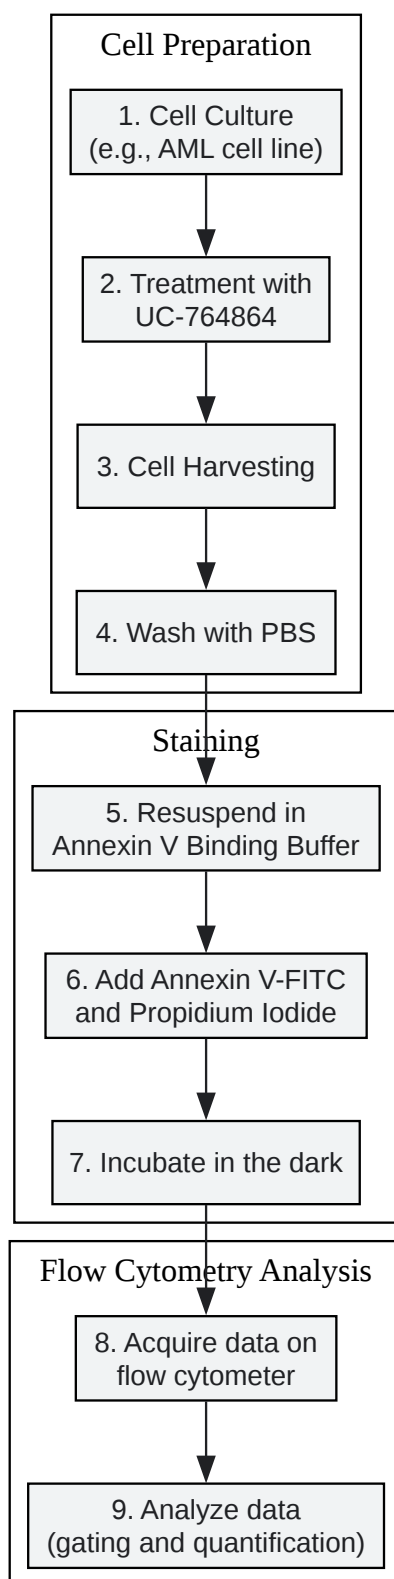 Cell Preparation
1. Cell Culture
(e.g., AML cell line)
2. Treatment with
UC-764864
3. Cell Harvesting
4. Wash with PBS
Staining
5. Resuspend in
Annexin V Binding Buffer
6. Add Annexin V-FITC
and Propidium Iodide
7. Incubate in the dark
Flow Cytometry Analysis
8. Acquire data on
flow cytometer
9. Analyze data
(gating and quantification)